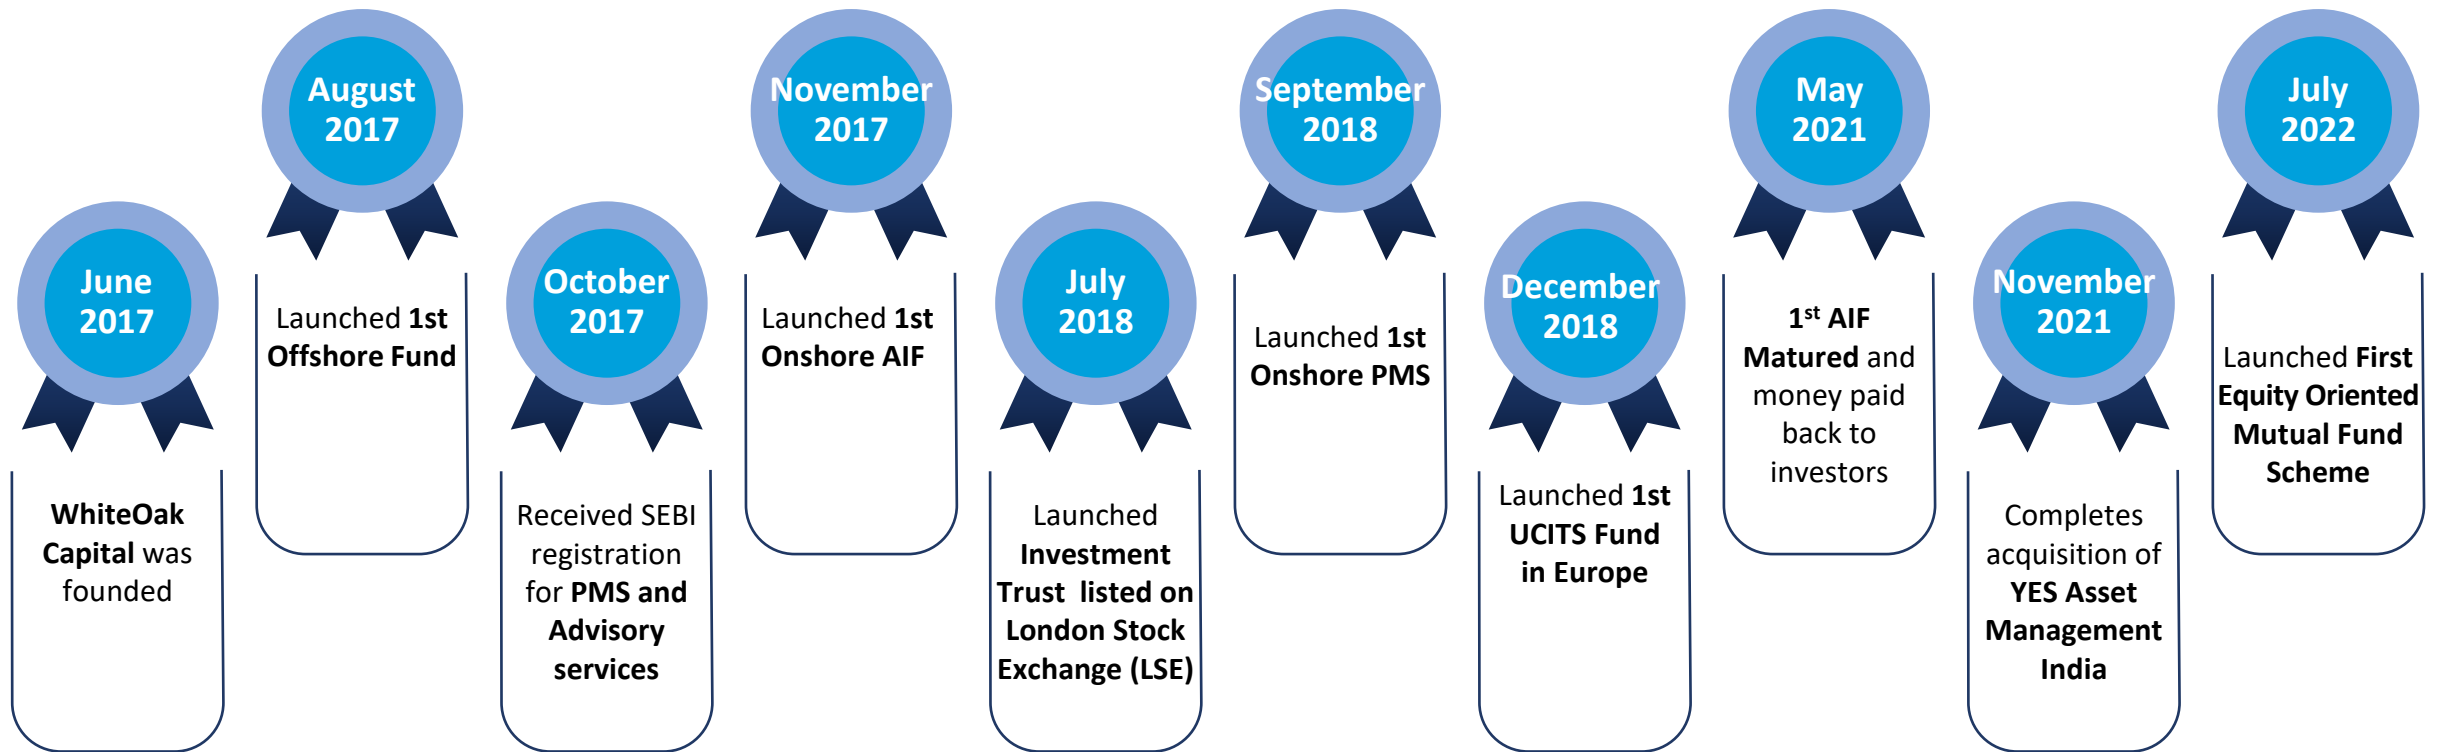 June
2017
WhiteOak
Capital was
founded
August
2017
Launched 1st
Offshore Fund
October
2017
Received SEBI
registration
for PMS and
Advisory
services
November
2017
Launched 1st
Onshore AIF
July
2018
Launched
Investment
Trust listed on
London Stock
Exchange (LSE)
September
2018
Launched 1st
Onshore PMS
December
2018
Launched 1st
UCITS Fund
in Europe
May
2021
1st AIF
Matured and
money paid
back to
investors
November
2021
Completes
acquisition of
YES Asset
Management
India
July
2022
Launched First
Equity Oriented
Mutual Fund
Scheme